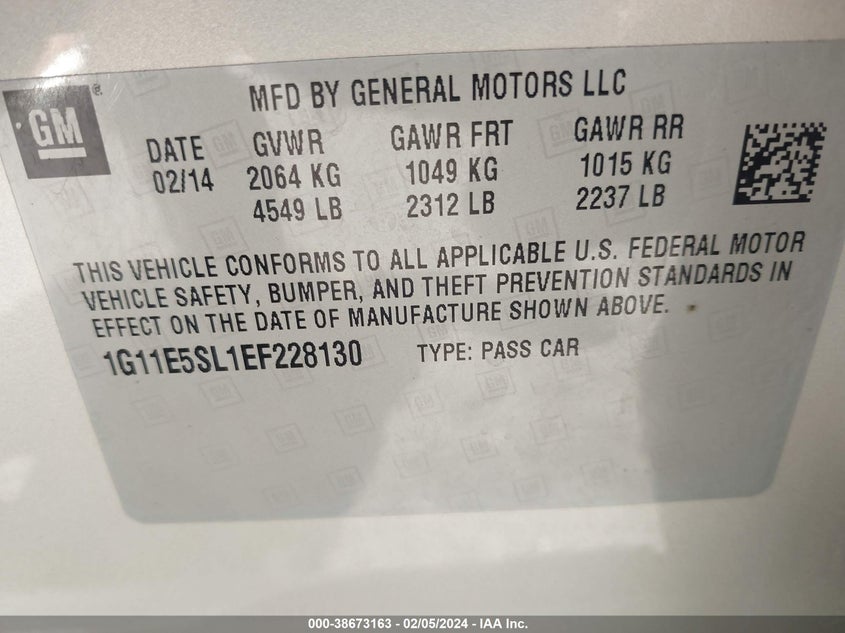 MFD BY GENERAL MOTORS LLC
GM®
DATE GVWR GAWR FRT GAWR RR
02/14 2064 KG 1049 KG 1015 KG
4549 LB 2312 LB 2237 LB
THIS VEHICLE CONFORMS TO ALL APPLICABLE U.S. FEDERAL MOTOR
VEHICLE SAFETY, BUMPER, AND THEFT PREVENTION STANDARDS IN
EFFECT ON THE DATE OF MANUFACTURE SHOWN ABOVE.
1G11E5SL1EF228130 TYPE: PASS CAR
000-38673163 - 02/05/2024 - IAA Inc.